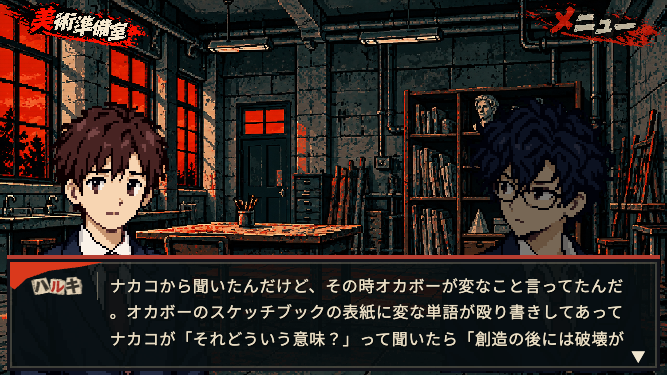 美術準備室
メニュー
ハルキ
ナカコから聞いたんだけど、その時オカボーが変なこと言ってたんだ
。オカボーのスケッチブックの表紙に変な単語が殴り書きしてあって
ナカコが「それどういう意味？」って聞いたら「創造の後には破壊が